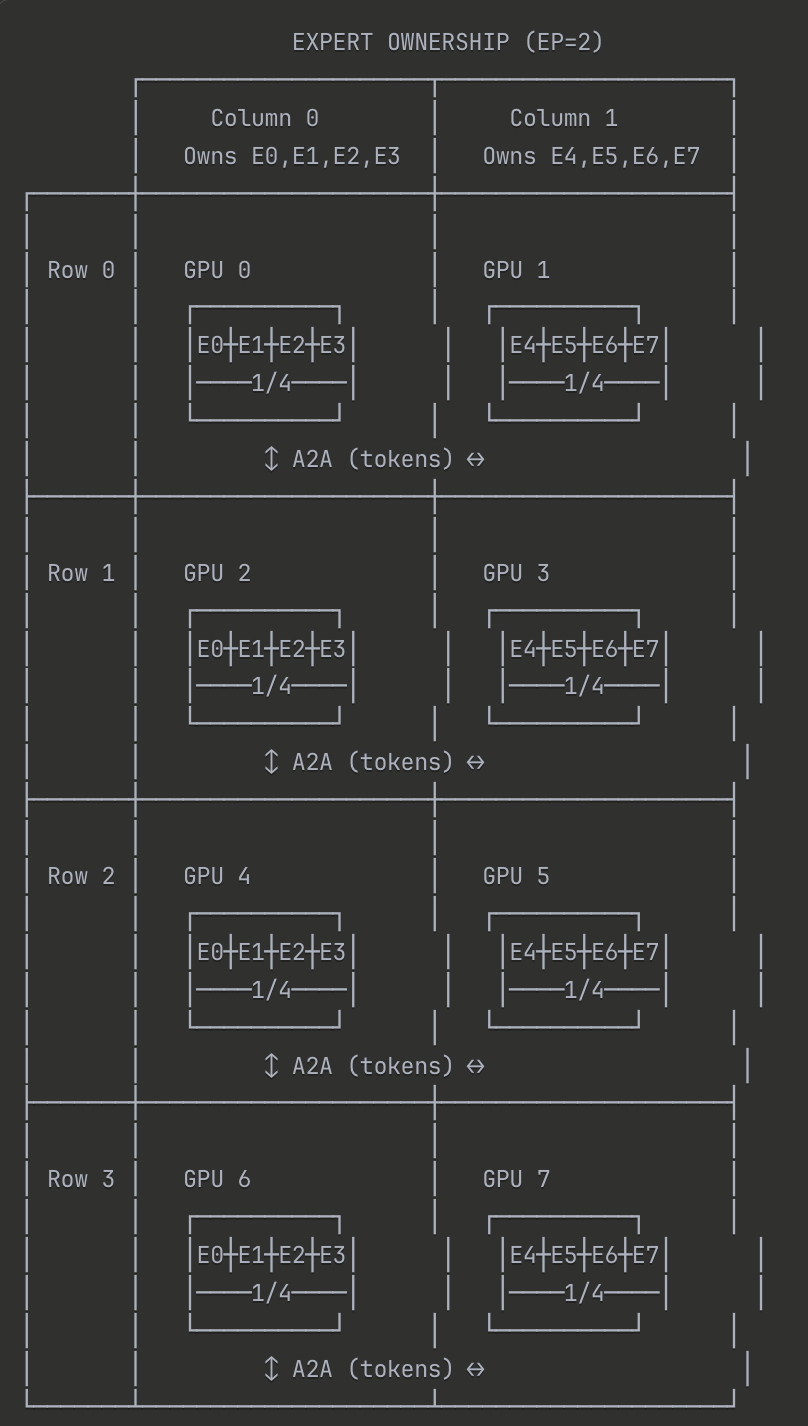 EXPERT OWNERSHIP (EP=2)
Column 0 Column 1
Owns E0,E1,E2,E3 Owns E4,E5,E6,E7
Row 0 GPU 0 GPU 1
E0 E1 E2 E3 E4 E5 E6 E7
1/4 1/4
↕ A2A (tokens) ↔
Row 1 GPU 2 GPU 3
E0 E1 E2 E3 E4 E5 E6 E7
1/4 1/4
↕ A2A (tokens) ↔
Row 2 GPU 4 GPU 5
E0 E1 E2 E3 E4 E5 E6 E7
1/4 1/4
↕ A2A (tokens) ↔
Row 3 GPU 6 GPU 7
E0 E1 E2 E3 E4 E5 E6 E7
1/4 1/4
↕ A2A (tokens) ↔